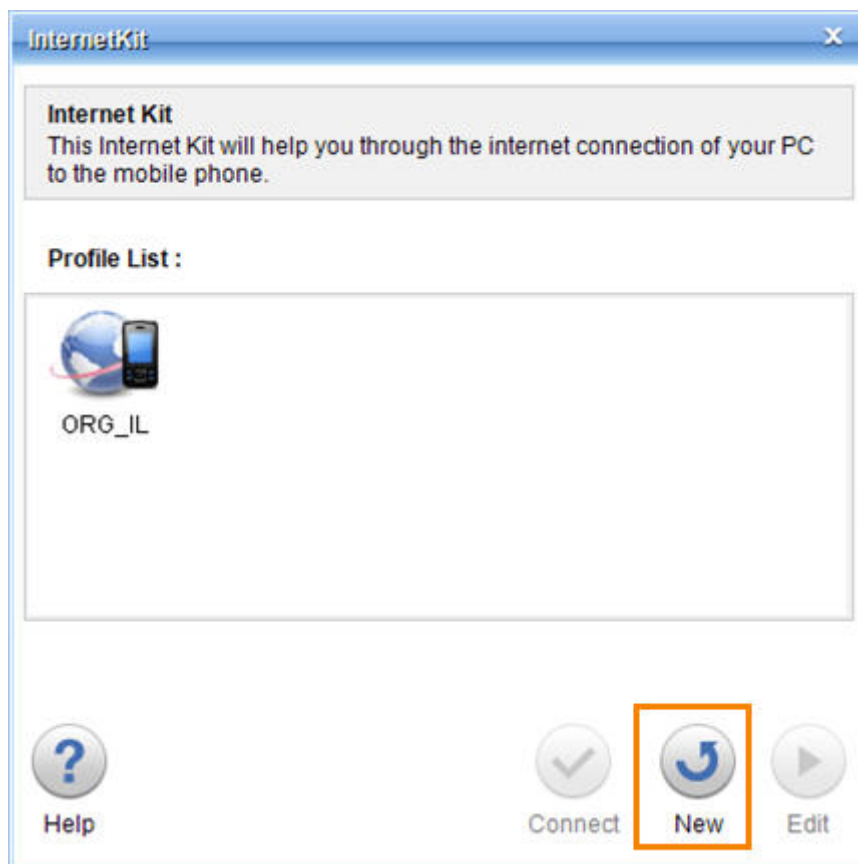 InternetKit
Internet Kit
This Internet Kit will help you through the internet connection of your PC
to the mobile phone.
Profile List :
ORG_IL
Help
Connect
New
Edit